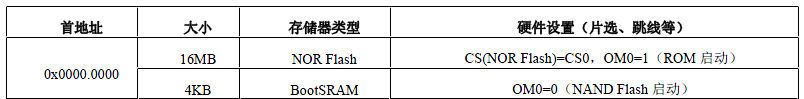 首地址 大小 存储器类型 硬件设置（片选、跳线等）
0x0000.0000 16MB NOR Flash CS(NOR Flash)=CS0，OM0=1（ROM 启动）
4KB BootSRAM OM0=0（NAND Flash 启动）